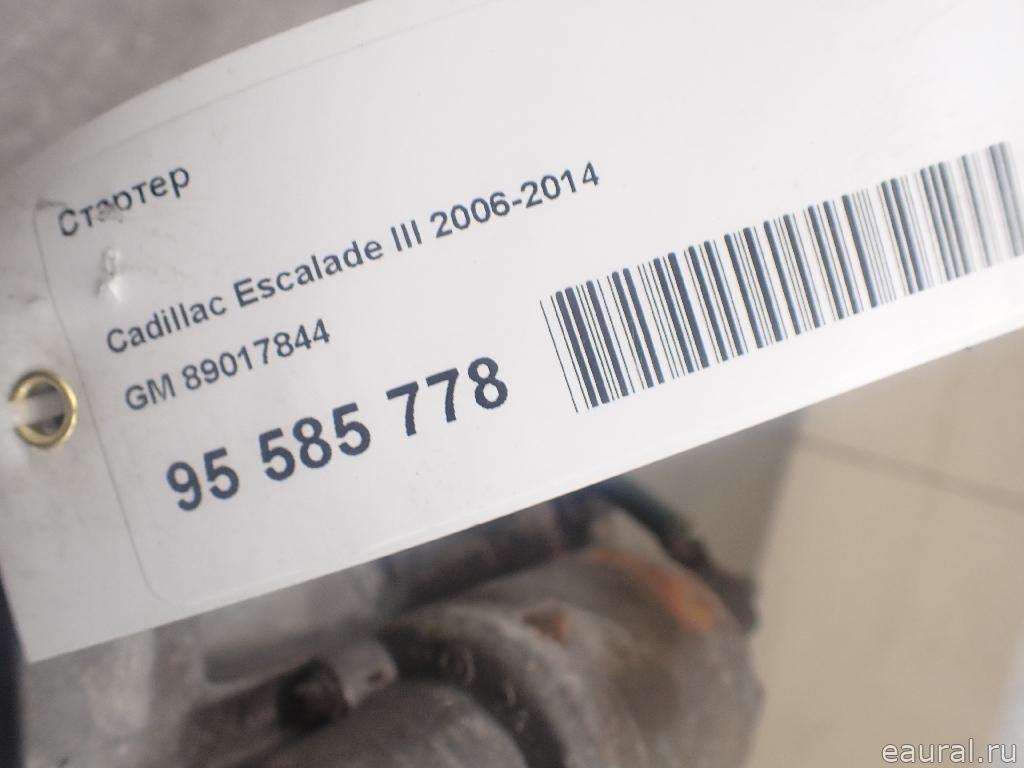 Стартер
Cadillac Escalade III 2006-2014
GM 89017844
95 585 778
eaural.ru